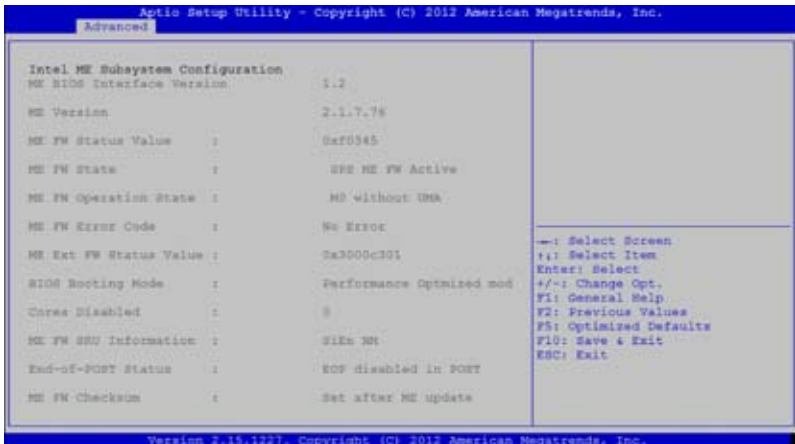 Aptio Setup Utility - Copyright (C) 2012 American Megatrends, Inc.
Advanced
Intel ME Subsystem Configuration
ME BIOS Interface Version 1.2
ME Version 2.1.7.76
ME FW Status Value : 0xf0345
ME FW State : SPS ME FW Active
ME FW Operation State : M0 without UMA
ME FW Error Code : No Error
ME Ext FW Status Value : 0x3000c301
BIOS Booting Mode : Performance Optmized mod
Cores Disabled : 0
ME FW SKU Information : SiEn NM
End-of-POST Status : EOP disabled in POST
ME FW Checksum : Set after ME update
→←: Select Screen
↑↓: Select Item
Enter: Select
+/-: Change Opt.
F1: General Help
F2: Previous Values
F5: Optimized Defaults
F10: Save & Exit
ESC: Exit
Version 2.15.1227. Copyright (C) 2012 American Megatrends, Inc.